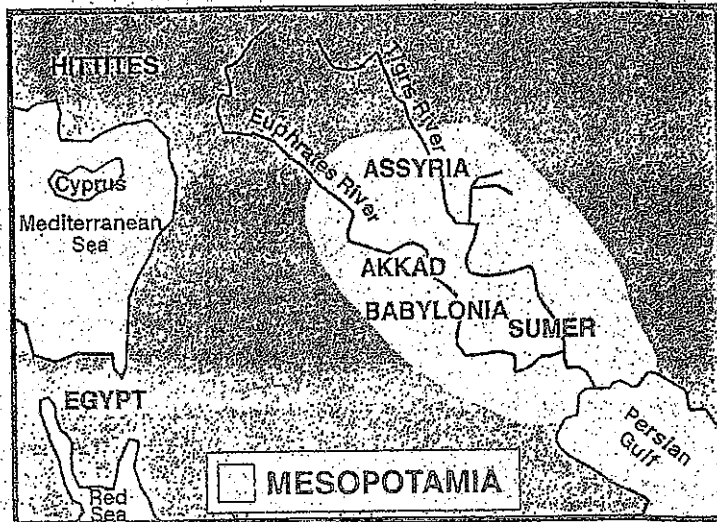 HITTITES
Tigris River
Euphrates River
ASSYRIA
Cyprus
Mediterranean
Sea
AKKAD
BABYLONIA
SUMER
EGYPT
Persian
Gulf
MESOPOTAMIA
Red
Sea